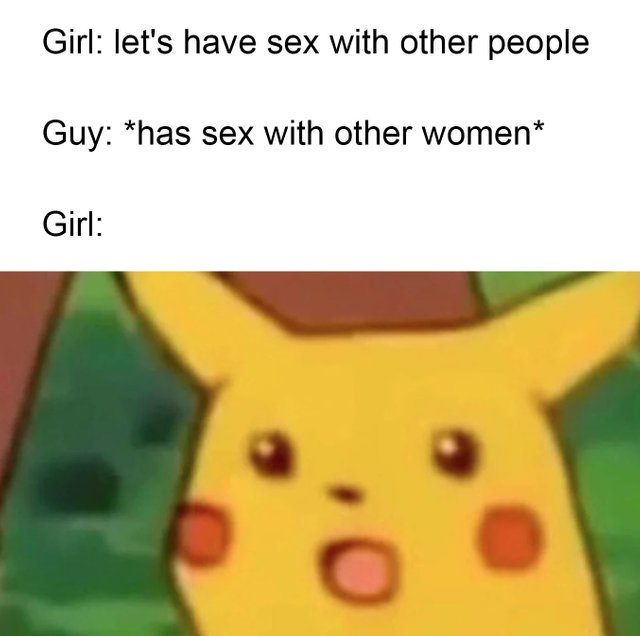 Girl: let's have sex with other people
Guy: *has sex with other women*
Girl: